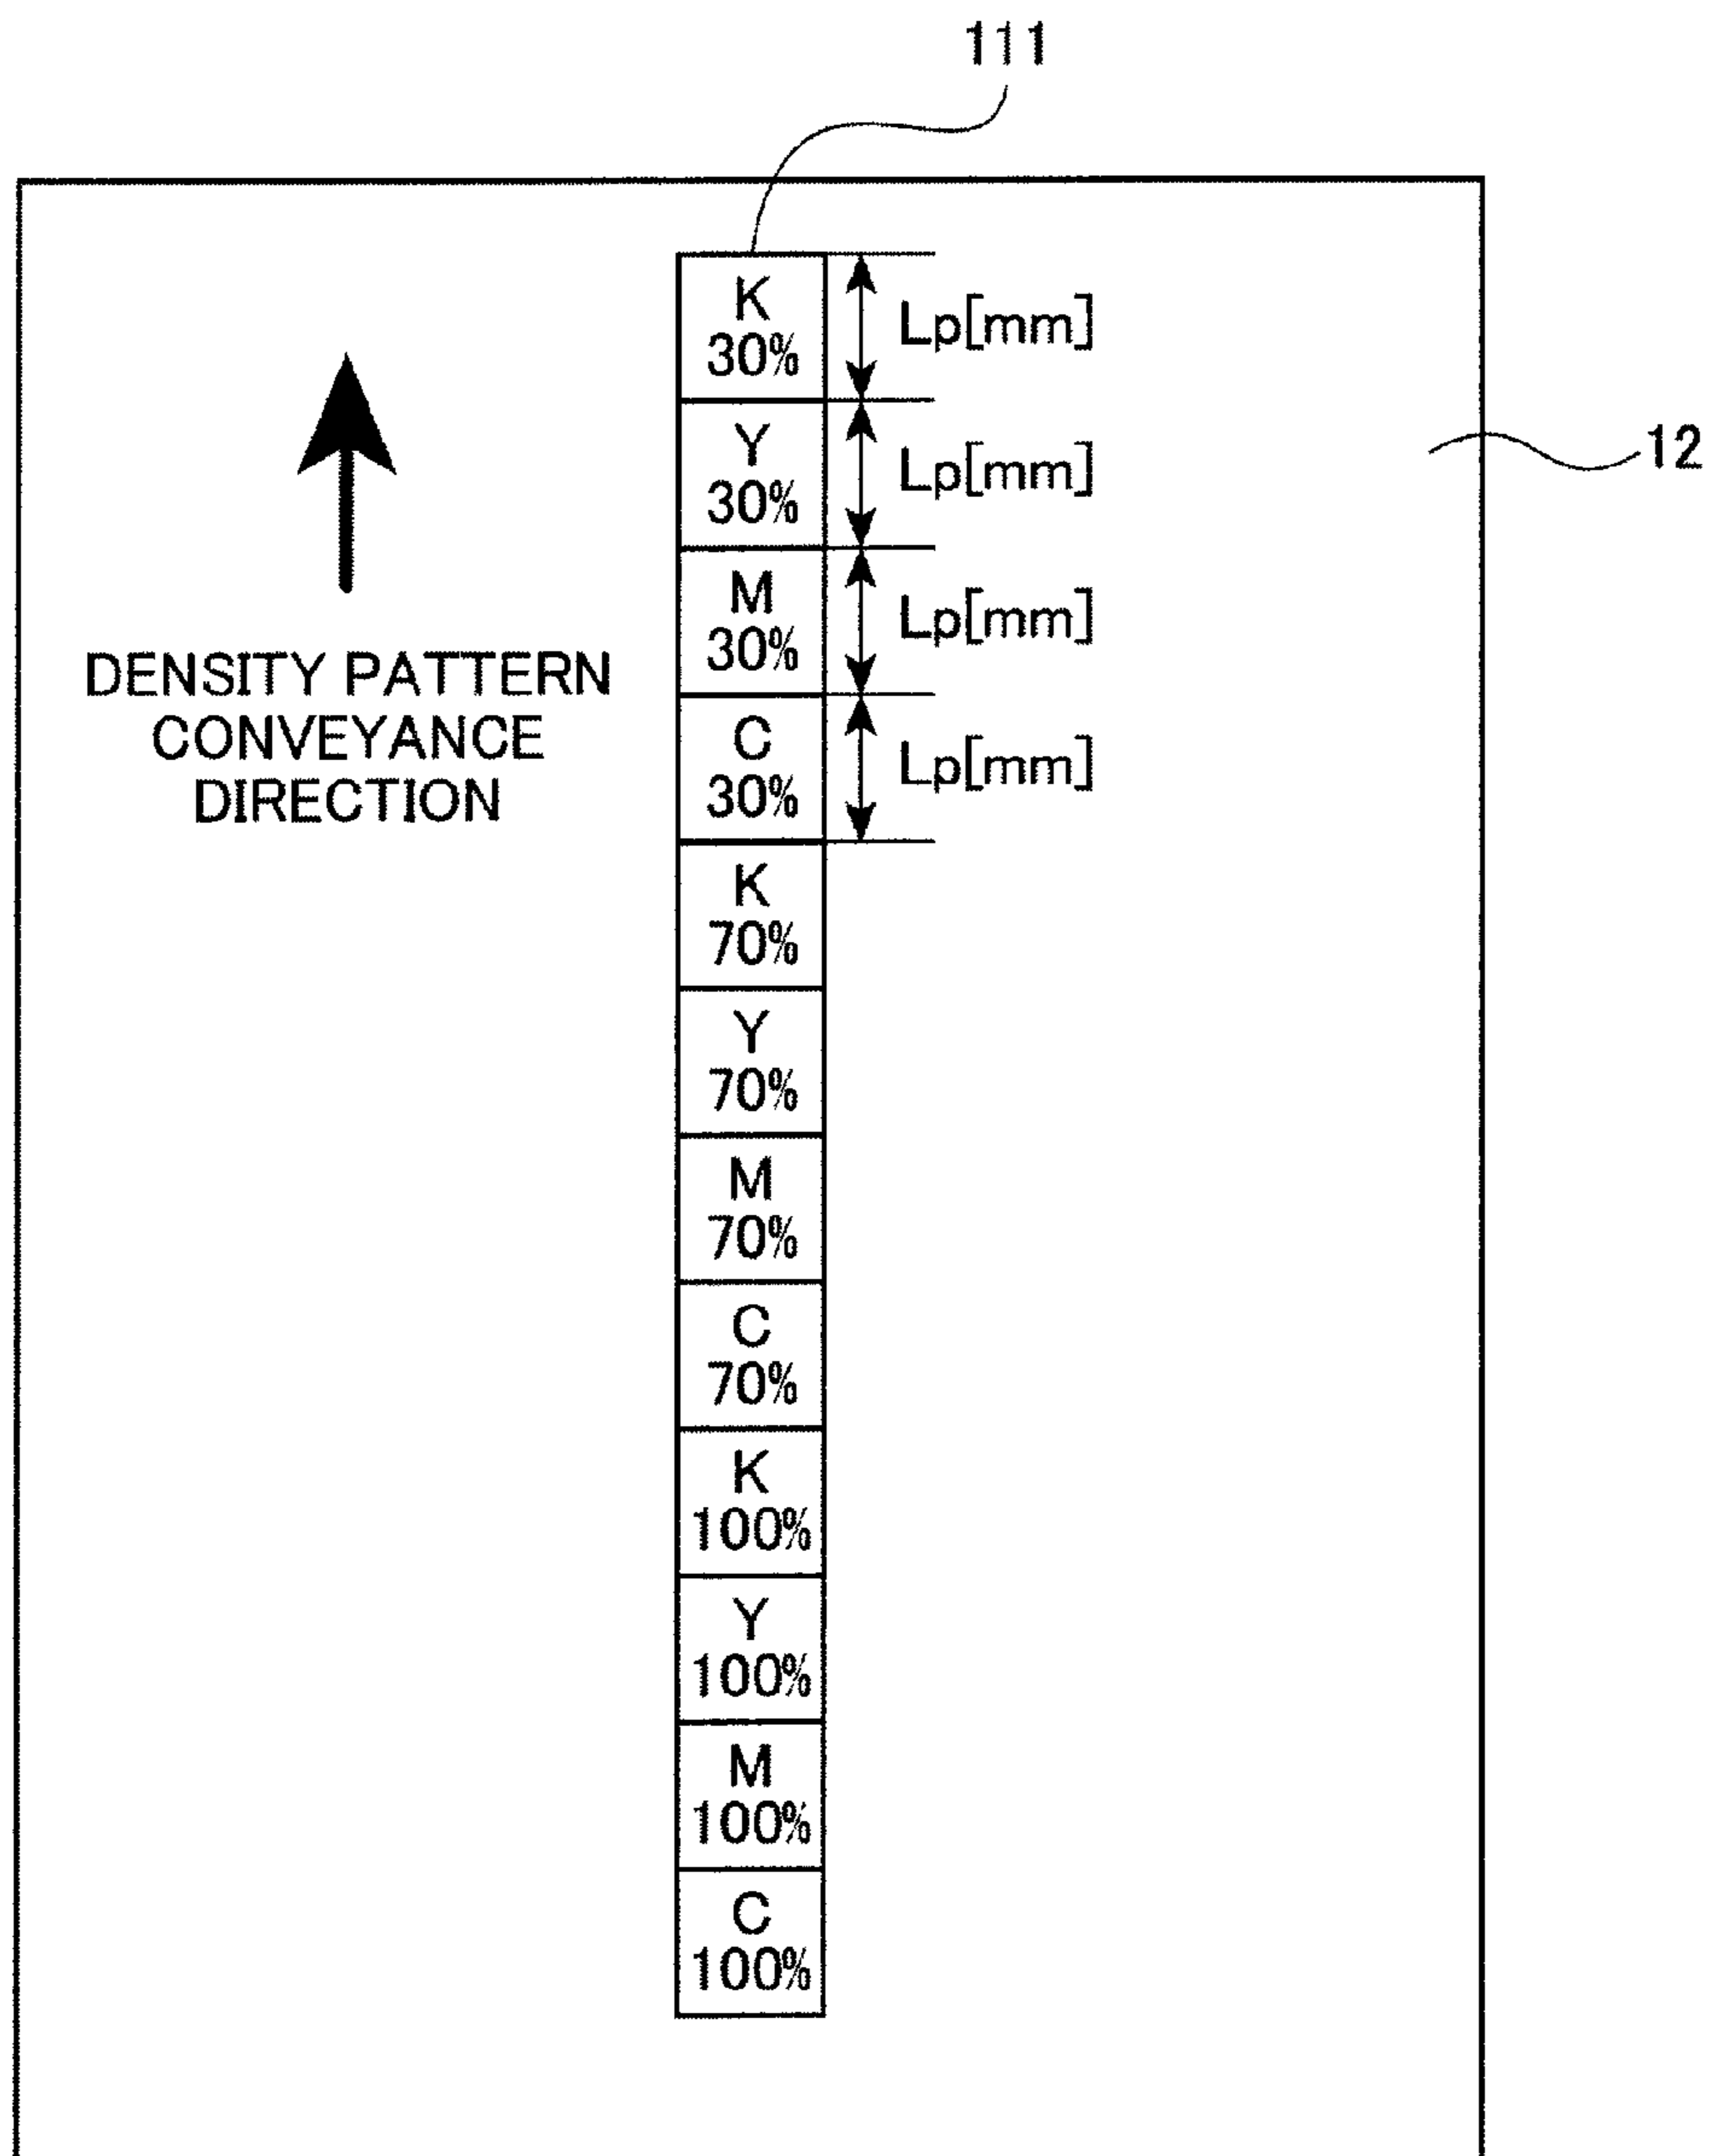 111
K
30%
Lp[mm]
Y
30%
Lp[mm]
12
M
30%
Lp[mm]
DENSITY PATTERN
CONVEYANCE
DIRECTION
C
30%
Lp[mm]
K
70%
Y
70%
M
70%
C
70%
K
100%
Y
100%
M
100%
C
100%